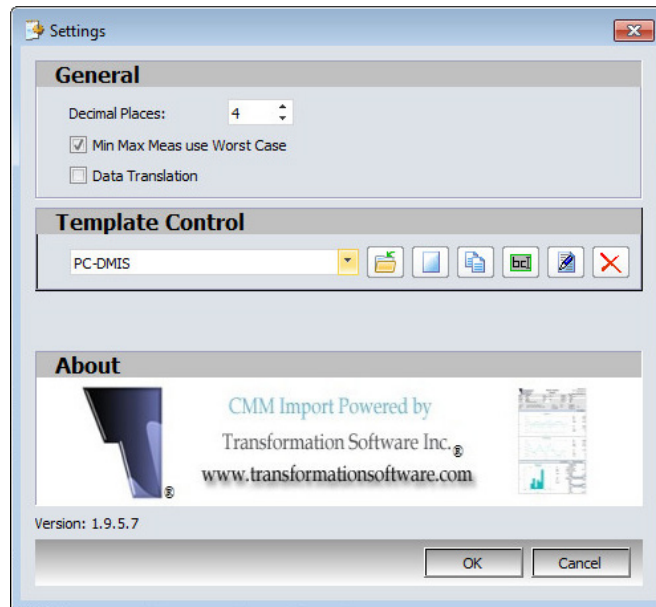 Settings
General
Decimal Places: 4
Min Max Meas use Worst Case
Data Translation
Template Control
PC-DMIS
bcI
About
CMM Import Powered by
Transformation Software Inc.®
www.transformationsoftware.com
®
Version: 1.9.5.7
OK Cancel